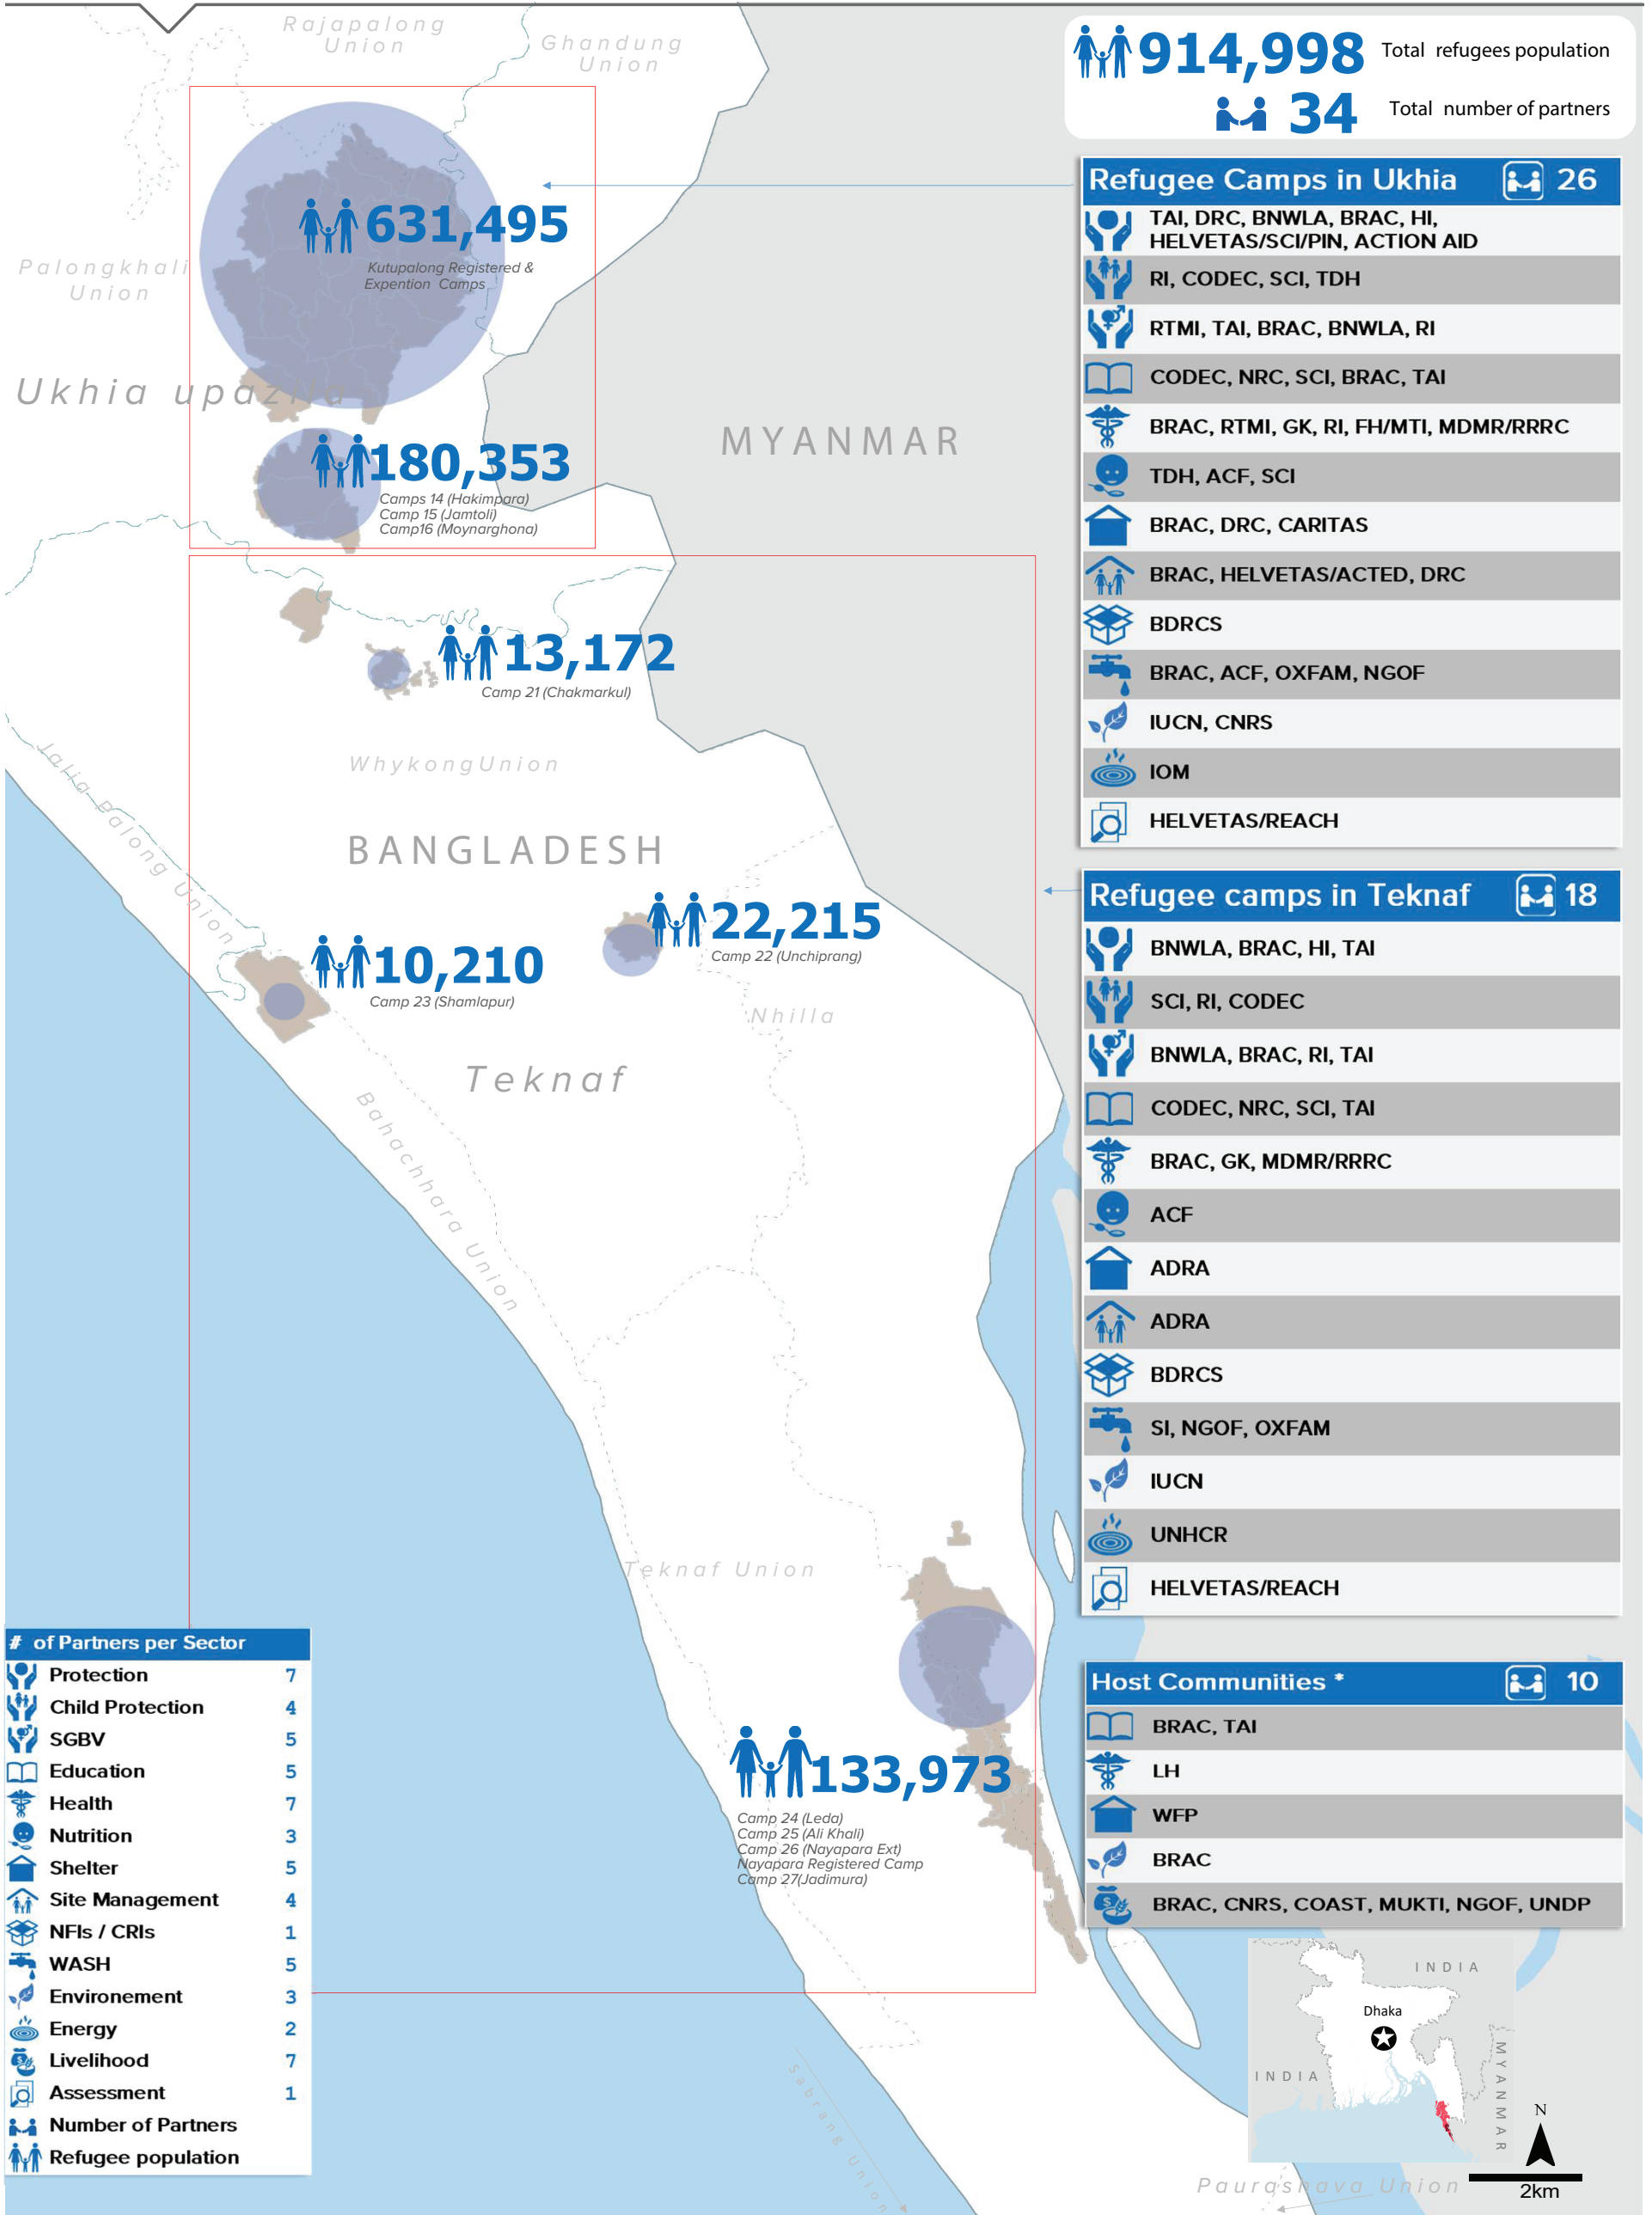 Rajapalong
Union
Ghandung
Union
914,998 Total refugees population
34 Total number of partners
631,495
Kutupalong Registered &
Expention Camps
Palongkhali
Union
Ukhia upazila
180,353
Camps 14 (Hakimpara)
Camp 15 (Jamtoli)
Camp16 (Moynarghona)
MYANMAR
13,172
Camp 21 (Chakmarkul)
WhykongUnion
Jalia Palong Union
BANGLADESH
22,215
Camp 22 (Unchiprang)
10,210
Camp 23 (Shamlapur)
Nhilla
Teknaf
Bahachhara Union
Teknaf Union
133,973
Camp 24 (Leda)
Camp 25 (Ali Khali)
Camp 26 (Nayapara Ext)
Nayapara Registered Camp
Camp 27(Jadimura)
Sabrang Union
Paurashava Union
Refugee Camps in Ukhia 26
TAI, DRC, BNWLA, BRAC, HI,
HELVETAS/SCI/PIN, ACTION AID
RI, CODEC, SCI, TDH
RTMI, TAI, BRAC, BNWLA, RI
CODEC, NRC, SCI, BRAC, TAI
BRAC, RTMI, GK, RI, FH/MTI, MDMR/RRRC
TDH, ACF, SCI
BRAC, DRC, CARITAS
BRAC, HELVETAS/ACTED, DRC
BDRCS
BRAC, ACF, OXFAM, NGOF
IUCN, CNRS
IOM
HELVETAS/REACH
Refugee camps in Teknaf 18
BNWLA, BRAC, HI, TAI
SCI, RI, CODEC
BNWLA, BRAC, RI, TAI
CODEC, NRC, SCI, TAI
BRAC, GK, MDMR/RRRC
ACF
ADRA
ADRA
BDRCS
SI, NGOF, OXFAM
IUCN
UNHCR
HELVETAS/REACH
Host Communities * 10
BRAC, TAI
LH
WFP
BRAC
BRAC, CNRS, COAST, MUKTI, NGOF, UNDP
# of Partners per Sector
Protection 7
Child Protection 4
SGBV 5
Education 5
Health 7
Nutrition 3
Shelter 5
Site Management 4
NFIs / CRIs 1
WASH 5
Environement 3
Energy 2
Livelihood 7
Assessment 1
Number of Partners
Refugee population
INDIA
Dhaka
INDIA
MYANMAR
N
2km